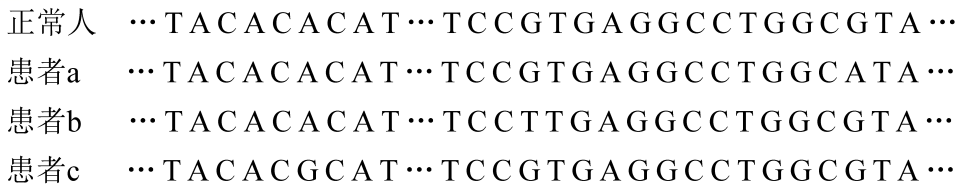 正常人 …TACACACAT…TCCGTGAGGCCTGGCGTA…
患者a …TACACACAT…TCCGTGAGGCCTGGCATA…
患者b …TACACACAT…TCCTTGAGGCCTGGCGTA…
患者c …TACACGCAT…TCCGTGAGGCCTGGCGTA…